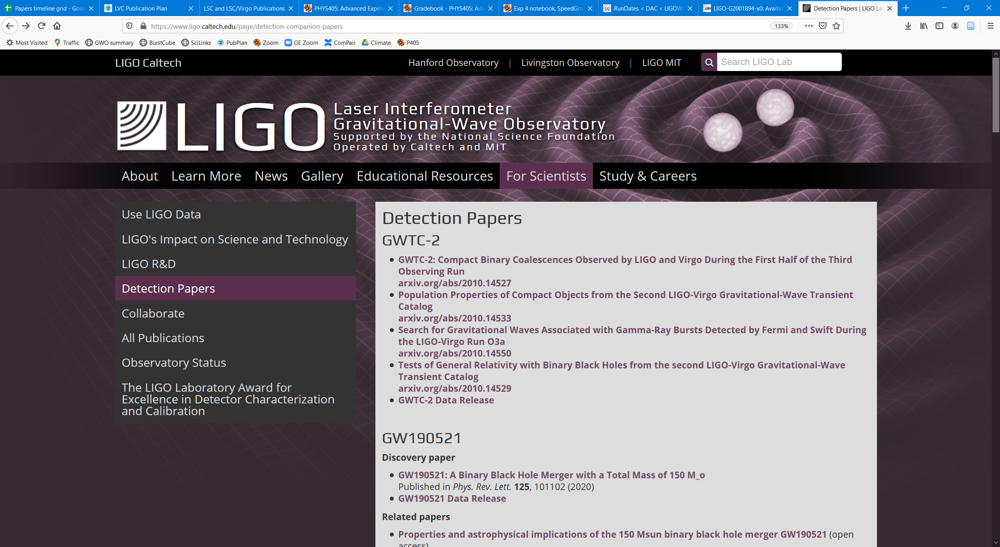 Papers timeline grid - Goog
LVC Publication Plan
LSC and LSC/Virgo Publications
PHYS405: Advanced Experi
Gradebook - PHYS405: Adv
Exp 4 notebook, SpeedGra
RunDates < DAC < LIGOWi
LIGO-G2001894-x0: Availab
Detection Papers | LIGO La
https://www.ligo.caltech.edu/page/detection-companion-papers
133%
Most Visited
Traffic
GWO summary
BurstCube
SciLinks
PubPlan
Zoom
GE Zoom
ComPair
Climate
P405
LIGO Caltech
Hanford Observatory | Livingston Observatory | LIGO MIT
Search LIGO Lab
LIGO
Laser Interferometer
Gravitational-Wave Observatory
Supported by the National Science Foundation
Operated by Caltech and MIT
About
Learn More
News
Gallery
Educational Resources
For Scientists
Study & Careers
Use LIGO Data
LIGO's Impact on Science and Technology
LIGO R&D
Detection Papers
Collaborate
All Publications
Observatory Status
The LIGO Laboratory Award for
Excellence in Detector Characterization
and Calibration
Detection Papers
GWTC-2
GWTC-2: Compact Binary Coalescences Observed by LIGO and Virgo During the First Half of the Third
Observing Run
arxiv.org/abs/2010.14527
Population Properties of Compact Objects from the Second LIGO-Virgo Gravitational-Wave Transient
Catalog
arxiv.org/abs/2010.14533
Search for Gravitational Waves Associated with Gamma-Ray Bursts Detected by Fermi and Swift During
the LIGO-Virgo Run O3a
arxiv.org/abs/2010.14550
Tests of General Relativity with Binary Black Holes from the second LIGO-Virgo Gravitational-Wave
Transient Catalog
arxiv.org/abs/2010.14529
GWTC-2 Data Release
GW190521
Discovery paper
GW190521: A Binary Black Hole Merger with a Total Mass of 150 M_o
Published in Phys. Rev. Lett. 125, 101102 (2020)
GW190521 Data Release
Related papers
Properties and astrophysical implications of the 150 Msun binary black hole merger GW190521 (open
access)